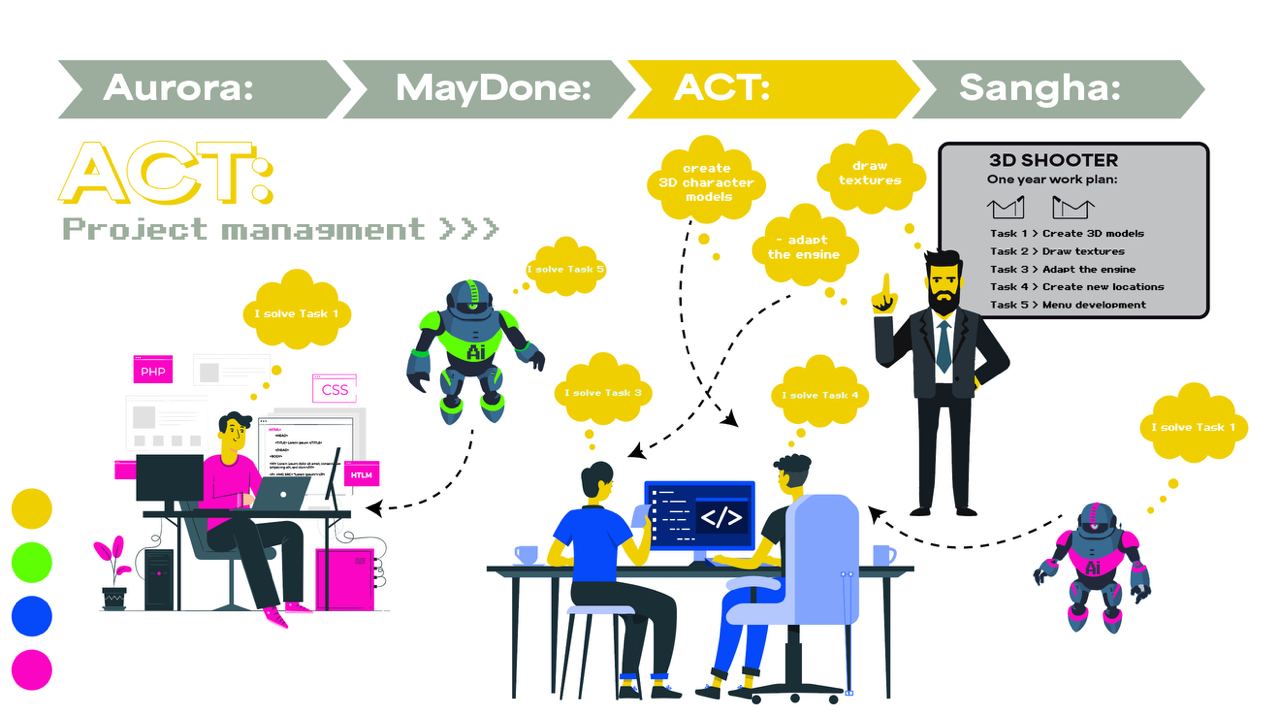 Aurora:
MayDone:
ACT:
Sangha:
ACT:
Project managment >>>
create
3D character
models
draw
textures
- adapt
the engine
3D SHOOTER
One year work plan:
Task 1 > Create 3D models
Task 2 > Draw textures
Task 3 > Adapt the engine
Task 4 > Create new locations
Task 5 > Menu development
I solve Task 5
I solve Task 1
Ai
I solve Task 3
I solve Task 4
I solve Task 1
PHP
CSS
HTLM
</>
Ai